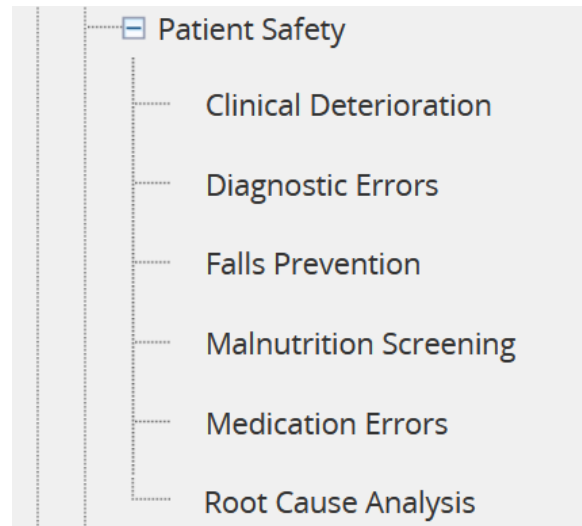 Patient Safety
Clinical Deterioration
Diagnostic Errors
Falls Prevention
Malnutrition Screening
Medication Errors
Root Cause Analysis